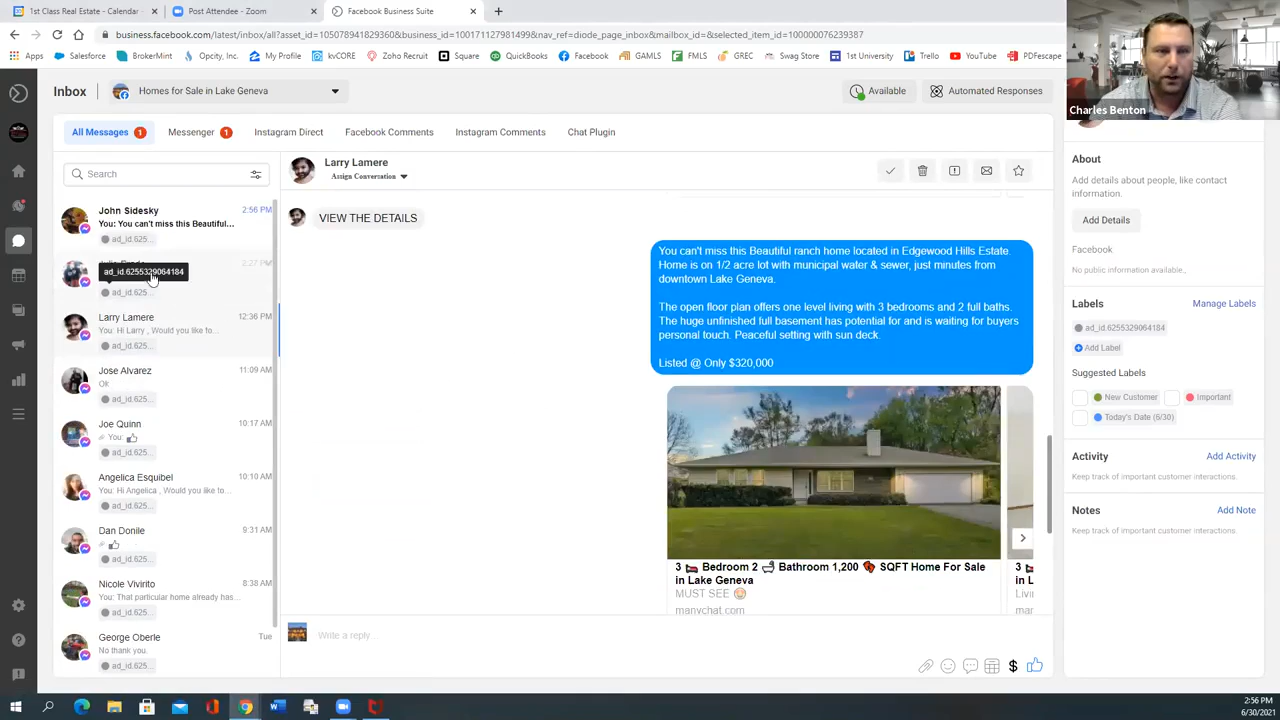 1st Class Real Estate - Calendar
Post Attendee - Zoom
Facebook Business Suite
business.facebook.com/latest/inbox/all?asset_id=105078941829360&business_id=100171127981499&nav_ref=diode_page_inbox&mailbox_id=&selected_item_id=100000076239387
Apps
Salesforce
BrokerMint
Opcity, Inc.
My Profile
kvCORE
Zoho Recruit
Square
QuickBooks
Facebook
GAMLS
FMLS
GREC
Swag Store
1st University
Trello
YouTube
PDFescape
Charles Benton
Inbox
Homes for Sale in Lake Geneva
Available
Automated Responses
All Messages 1
Messenger 1
Instagram Direct
Facebook Comments
Instagram Comments
Chat Plugin
Search
John Sidesky
2:56 PM
You: You can't miss this Beautiful...
ad_id.625...
2:27 PM
ad_id.6255329064184
ad_id.625...
Larry Lamere
12:36 PM
You: Hi Larry , Would you like fo...
ad_id.625...
Jose Alvarez
11:09 AM
Ok
ad_id.625...
Joe Quinn
10:17 AM
You:
ad_id.625...
Angelica Esquibel
10:10 AM
You: Hi Angelica , Would you like to...
ad_id.625...
Dan Donile
9:31 AM
ad_id.625...
Nicole Vivirito
8:38 AM
You: That particular home already has...
ad_id.625...
George Oberle
Tue
No thank you.
ad_id.625...
Larry Lamere
Assign Conversation
VIEW THE DETAILS
You can't miss this Beautiful ranch home located in Edgewood Hills Estate.
Home is on 1/2 acre lot with municipal water & sewer, just minutes from
downtown Lake Geneva.
The open floor plan offers one level living with 3 bedrooms and 2 full baths.
The huge unfinished full basement has potential for and is waiting for buyers
personal touch. Peaceful setting with sun deck.
Listed @ Only $320,000
3 Bedroom 2 Bathroom 1,200 SQFT Home For Sale
in Lake Geneva
MUST SEE
manychat.com
3
in L
Livin
mar
Write a reply...
About
Add details about people, like contact
information.
Add Details
Facebook
No public information available.
Labels
Manage Labels
ad_id.6255329064184
Add Label
Suggested Labels
New Customer
Important
Today's Date (6/30)
Activity
Add Activity
Keep track of important customer interactions.
Notes
Add Note
Keep track of important customer interactions.
2:56 PM
6/30/2021